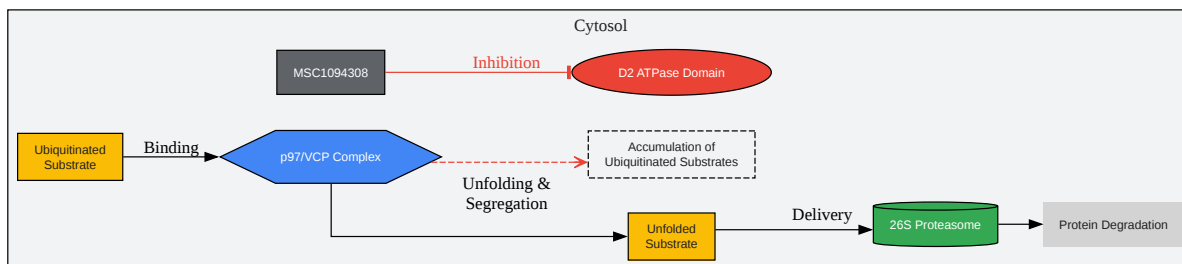 Cytosol
MSC1094308
Inhibition
D2 ATPase Domain
Ubiquitinated
Substrate
Binding
p97/VCP Complex
Accumulation of
Ubiquitinated Substrates
Unfolding &
Segregation
Unfolded
Substrate
Delivery
26S Proteasome
Protein Degradation